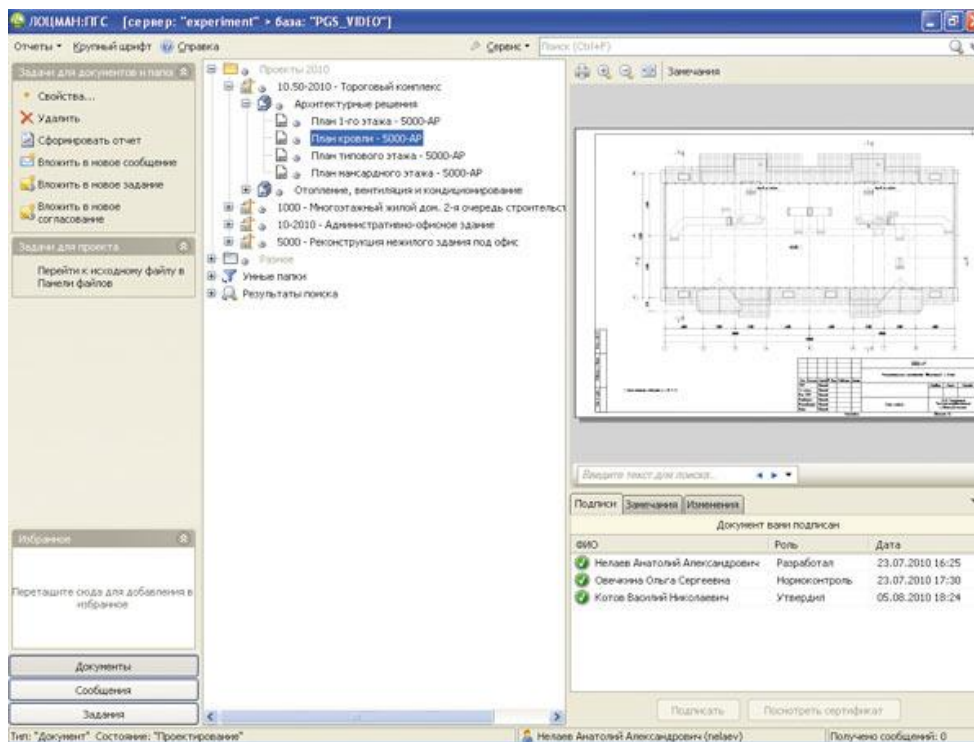 ЛОЦМАН:ПГС [сервер: "experiment" > база: "PGS_VIDEO"]
Отчеты Крупный шрифт Справка Сервис Поиск (Ctrl+F)
Задачи для документов и папок
Свойства...
Удалить
Сформировать отчет
Вложить в новое сообщение
Вложить в новое задание
Вложить в новое
согласование
Задачи для проекта
Перейти к исходному файлу в
Панели файлов
Избранное
Перетащите сюда для добавления в
избранное
Документы
Сообщения
Задания
Проекты 2010
10.50-2010 - Тороговый комплекс
Архитектурные решения
План 1-го этажа - 5000-АР
План кровли - 5000-АР
План типового этажа - 5000-АР
План мансардного этажа - 5000-АР
Отопление, вентиляция и кондиционирование
1000 - Многоэтажный жилой дом. 2-я очередь строительст
10-2010 - Административно-офисное здание
5000 - Реконструкция нежилого здания под офис
Разное
Умные папки
Результаты поиска
Замечания
Введите текст для поиска...
Подписи Замечания Изменения
Документ вами подписан
ФИО Роль Дата
Нелаев Анатолий Александрович Разработал 23.07.2010 16:25
Овечкина Ольга Сергеевна Нормоконтроль 23.07.2010 17:30
Котов Василий Николаевич Утвердил 05.08.2010 18:24
Подписать Посмотреть сертификат
Тип: "Документ" Состояние: "Проектирование" Нелаев Анатолий Александрович (nelaev) Получено сообщений: 0